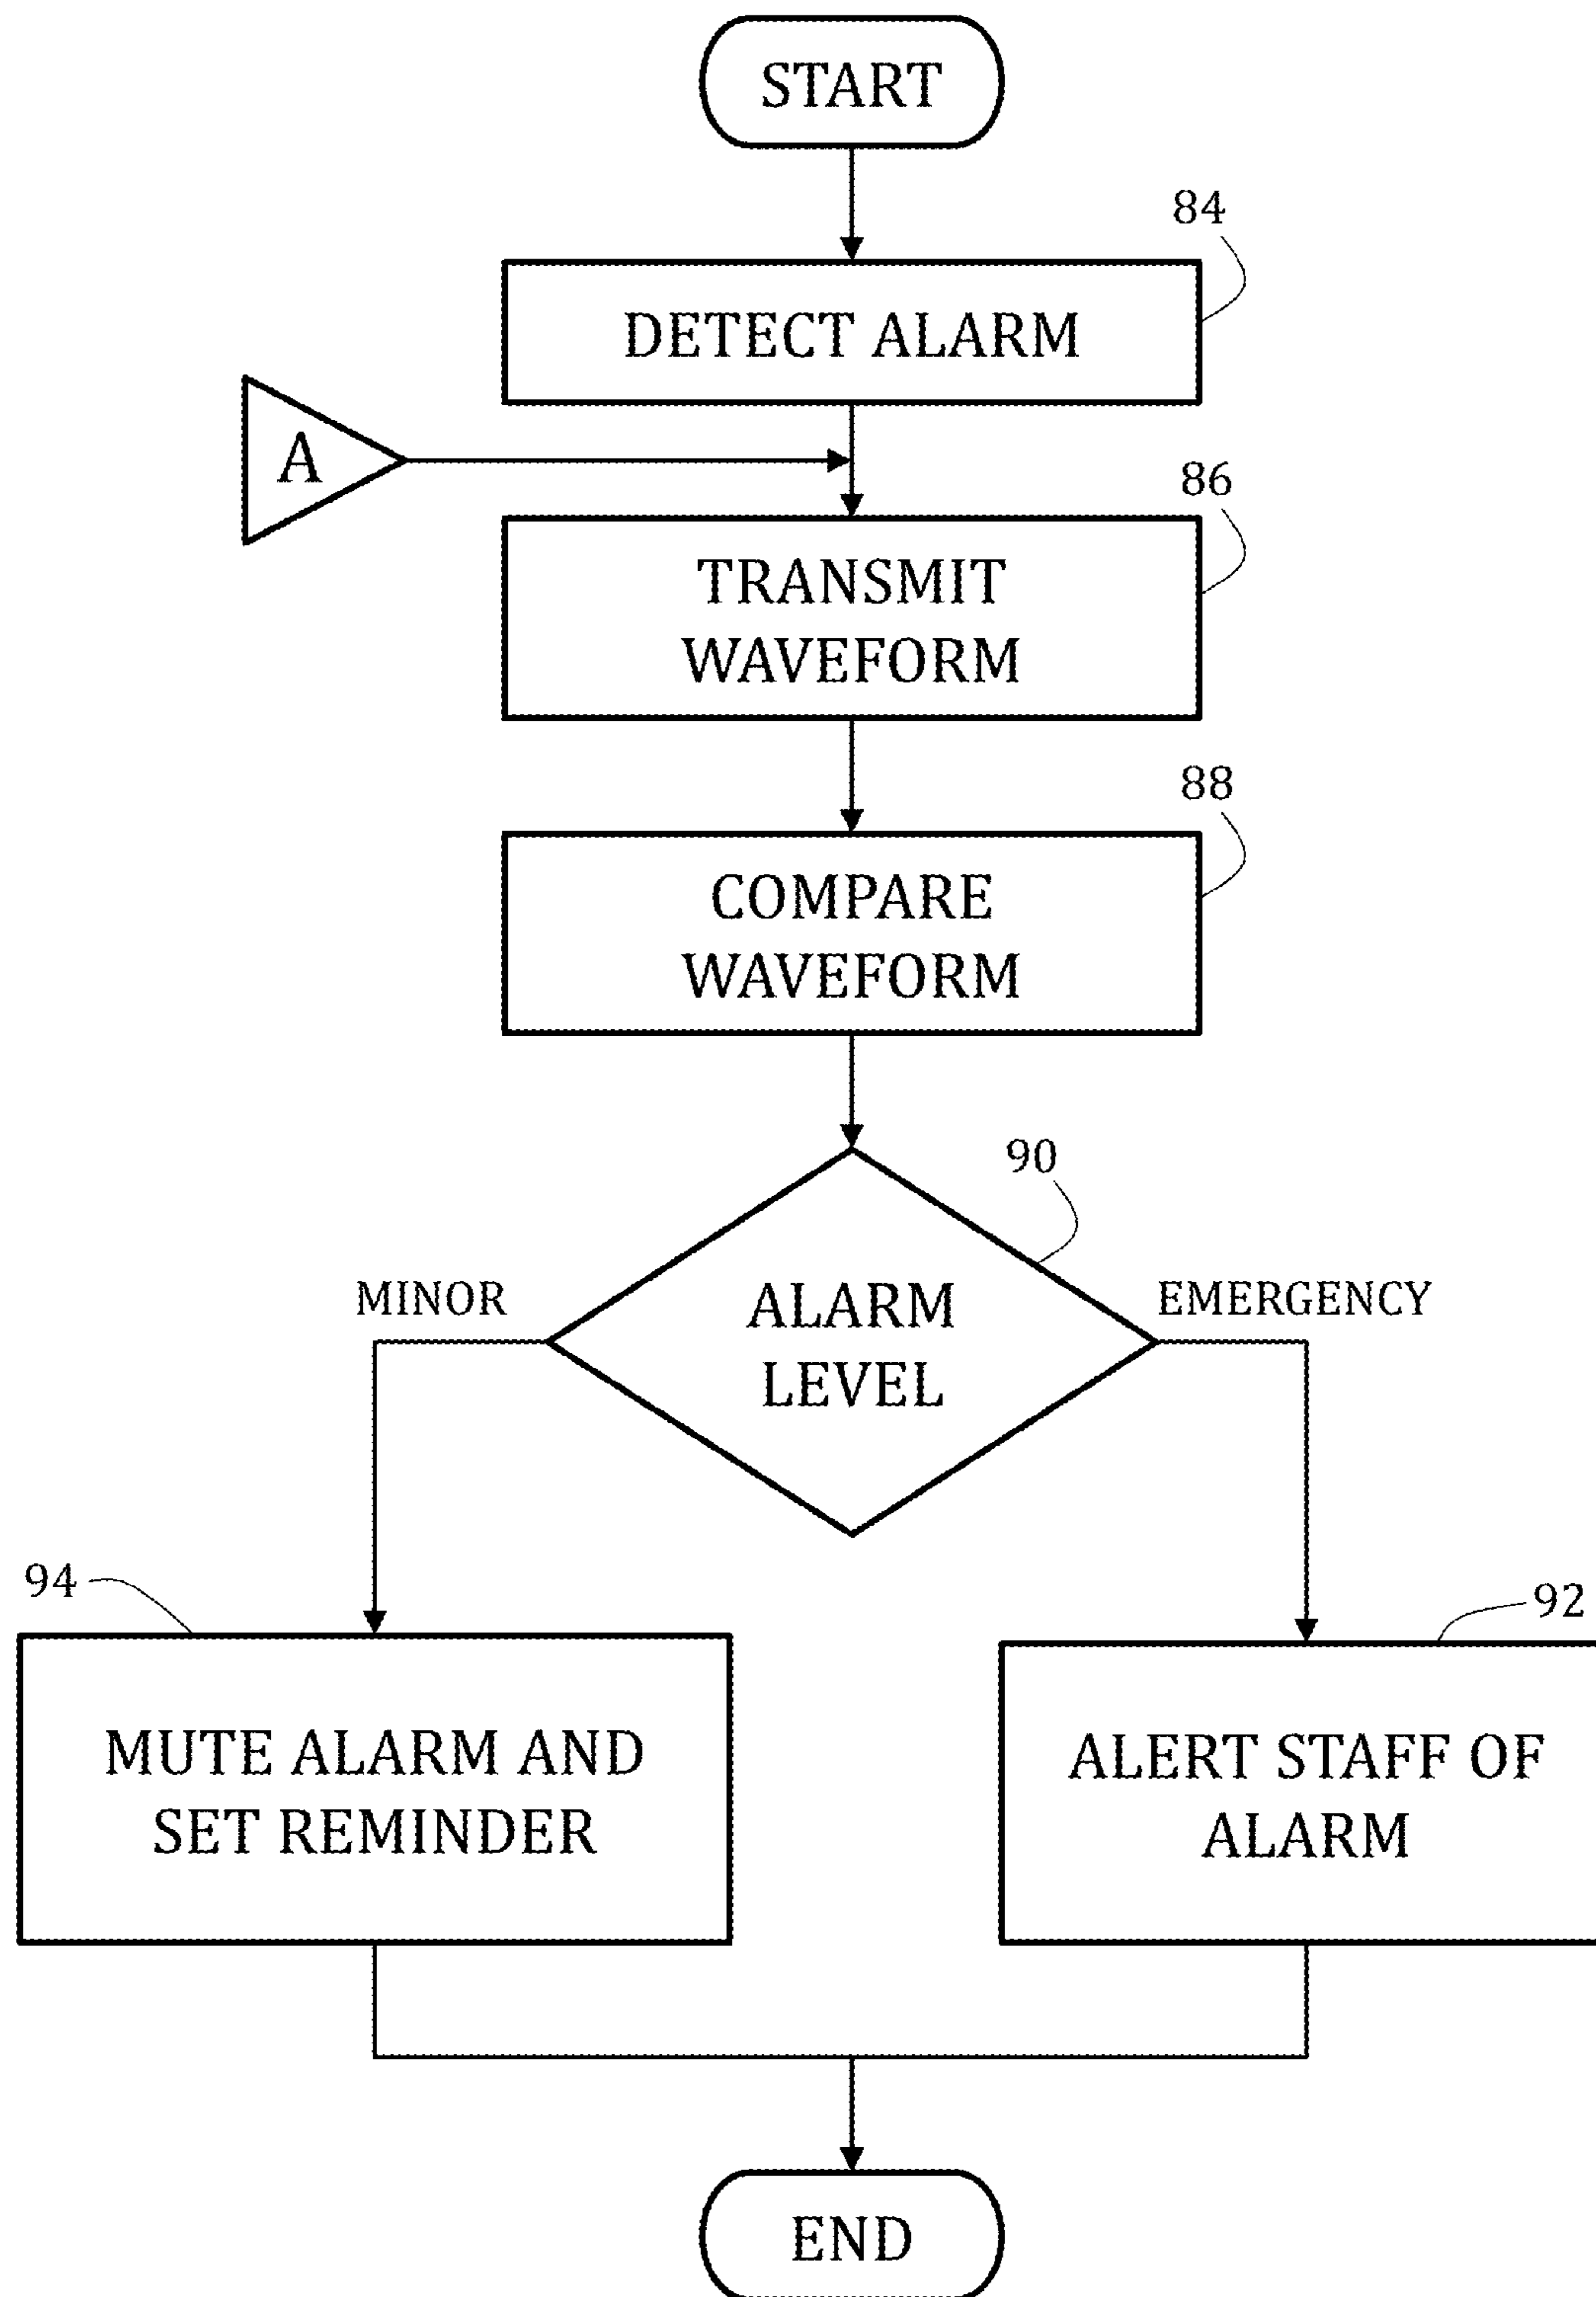 START
84
DETECT ALARM
A
86
TRANSMIT
WAVEFORM
88
COMPARE
WAVEFORM
90
MINOR
ALARM
LEVEL
EMERGENCY
94
92
MUTE ALARM AND
SET REMINDER
ALERT STAFF OF
ALARM
END